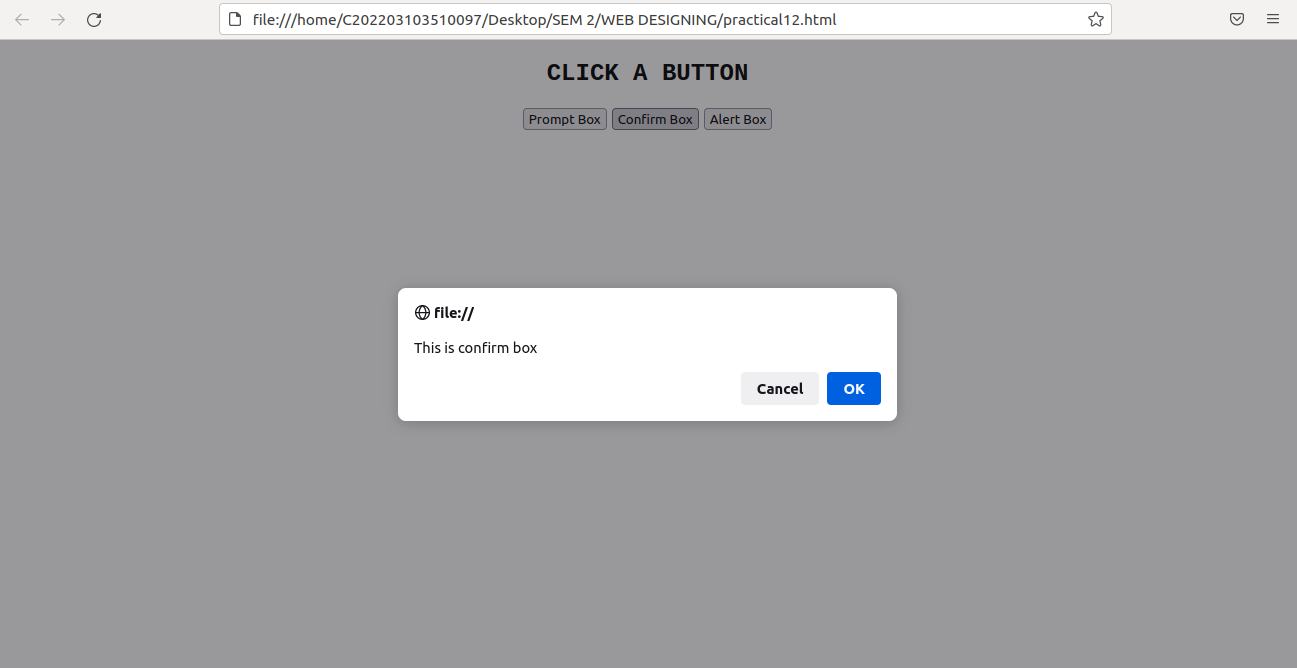 file:///home/C202203103510097/Desktop/SEM 2/WEB DESIGNING/practical12.html
CLICK A BUTTON
Prompt Box Confirm Box Alert Box
file://
This is confirm box
Cancel OK